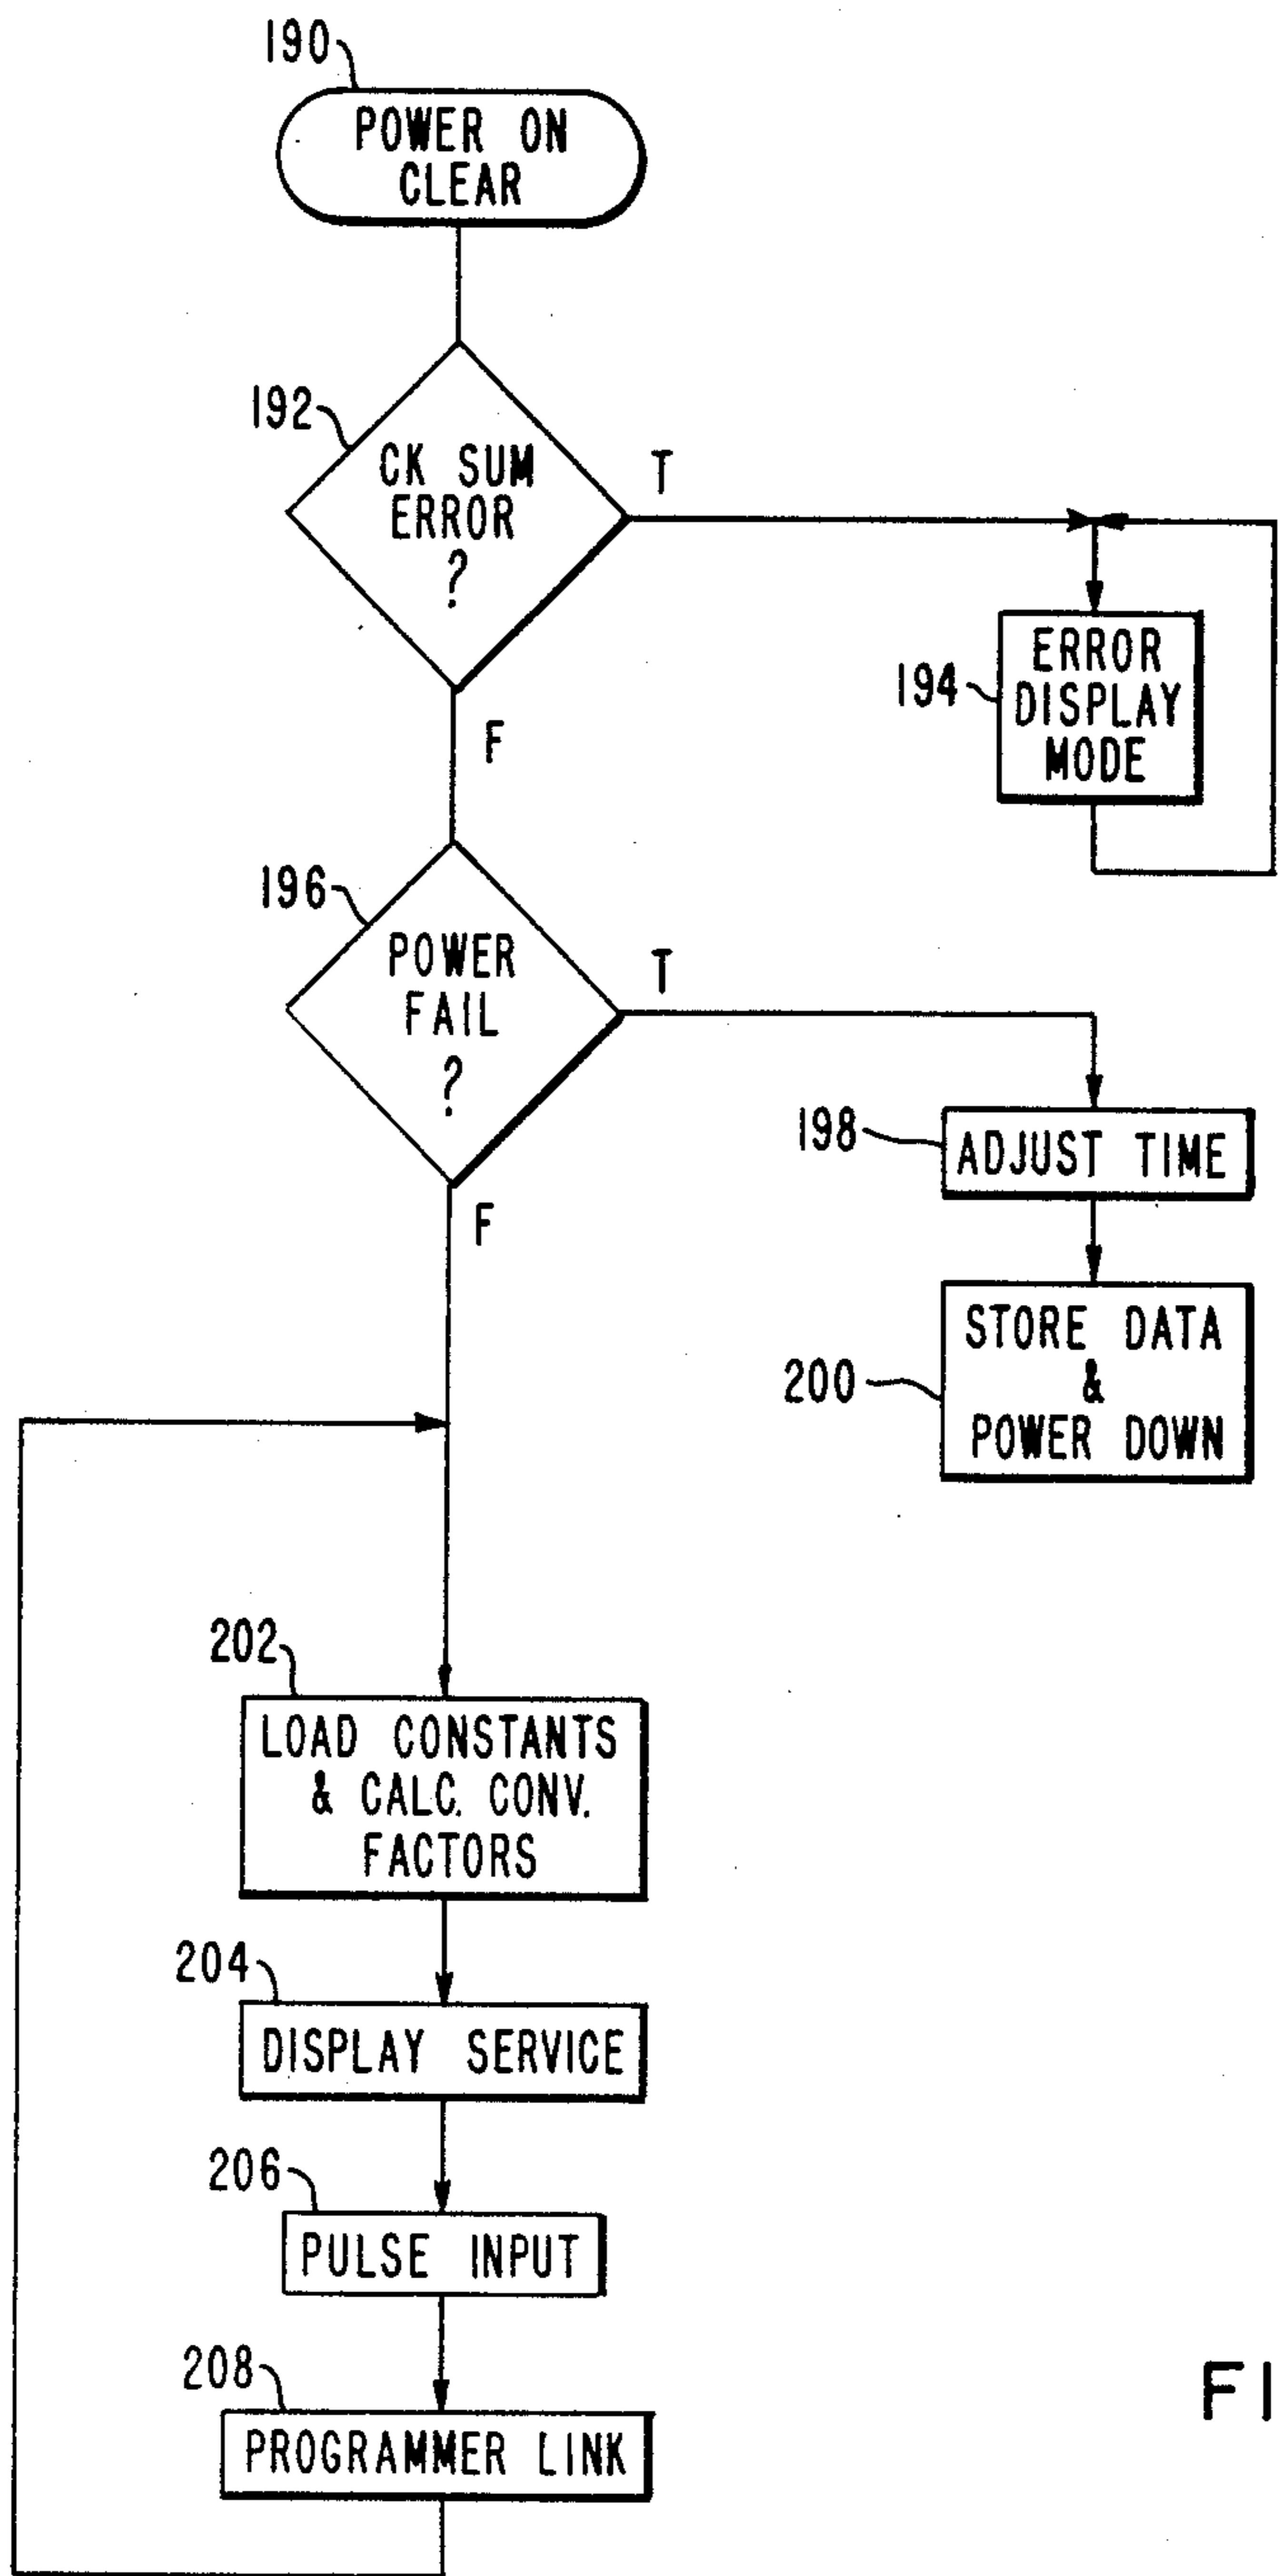 190
POWER ON
CLEAR
192
CK SUM
ERROR
?
T
F
194
ERROR
DISPLAY
MODE
196
POWER
FAIL
?
T
F
198
ADJUST TIME
200
STORE DATA
&
POWER DOWN
202
LOAD CONSTANTS
& CALC. CONV.
FACTORS
204
DISPLAY SERVICE
206
PULSE INPUT
208
PROGRAMMER LINK
FI